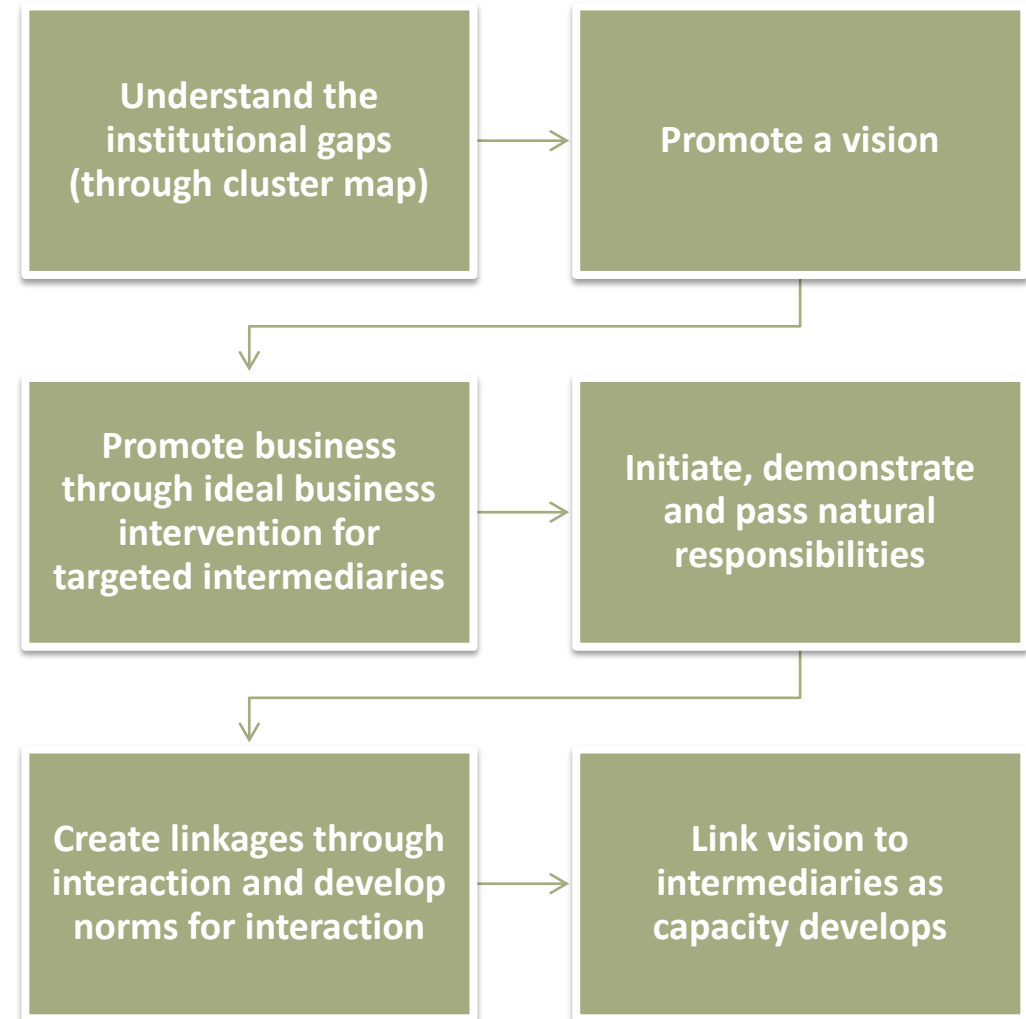 Understand the
institutional gaps
(through cluster map)
Promote a vision
Promote business
through ideal business
intervention for
targeted intermediaries
Initiate, demonstrate
and pass natural
responsibilities
Create linkages through
interaction and develop
norms for interaction
Link vision to
intermediaries as
capacity develops